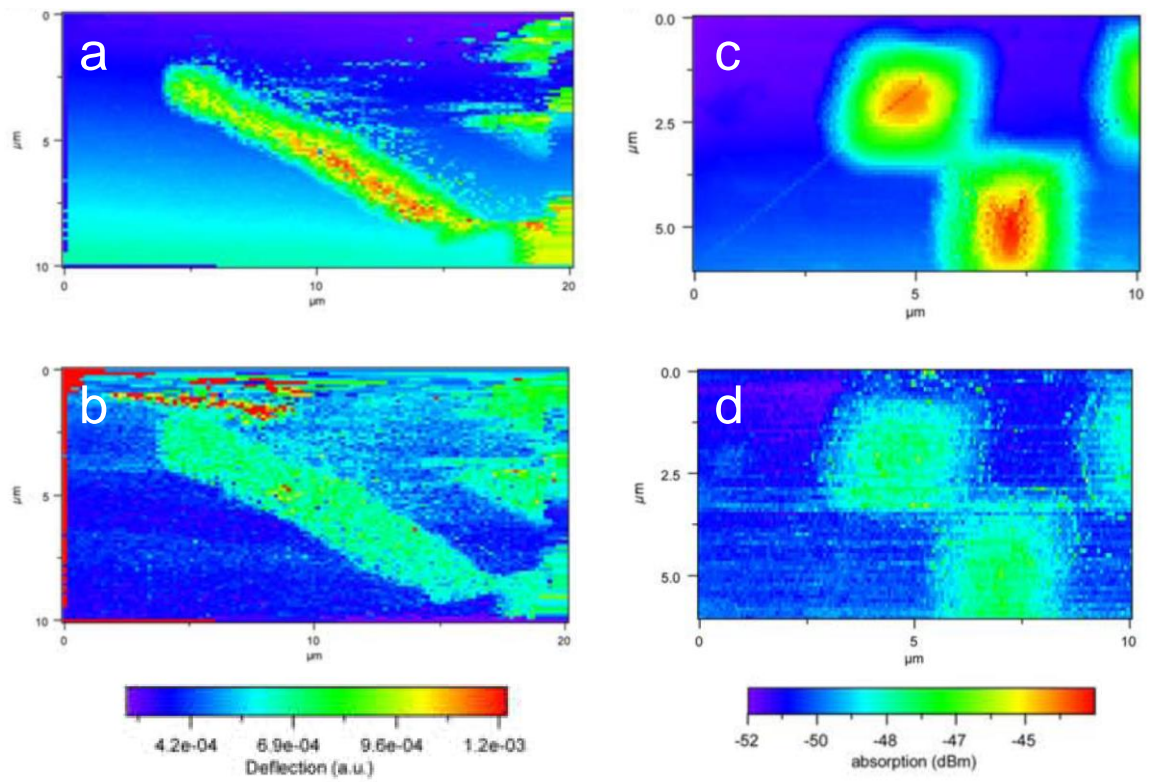 a
0
5
10
µm
0 10 20
µm
c
0.0
2.5
5.0
µm
0 5 10
µm
b
0
5
10
µm
0 10 20
µm
d
0.0
2.5
5.0
µm
0 5 10
µm
4.2e-04 6.9e-04 9.6e-04 1.2e-03
Deflection (a.u.)
-52 -50 -48 -47 -45
absorption (dBm)